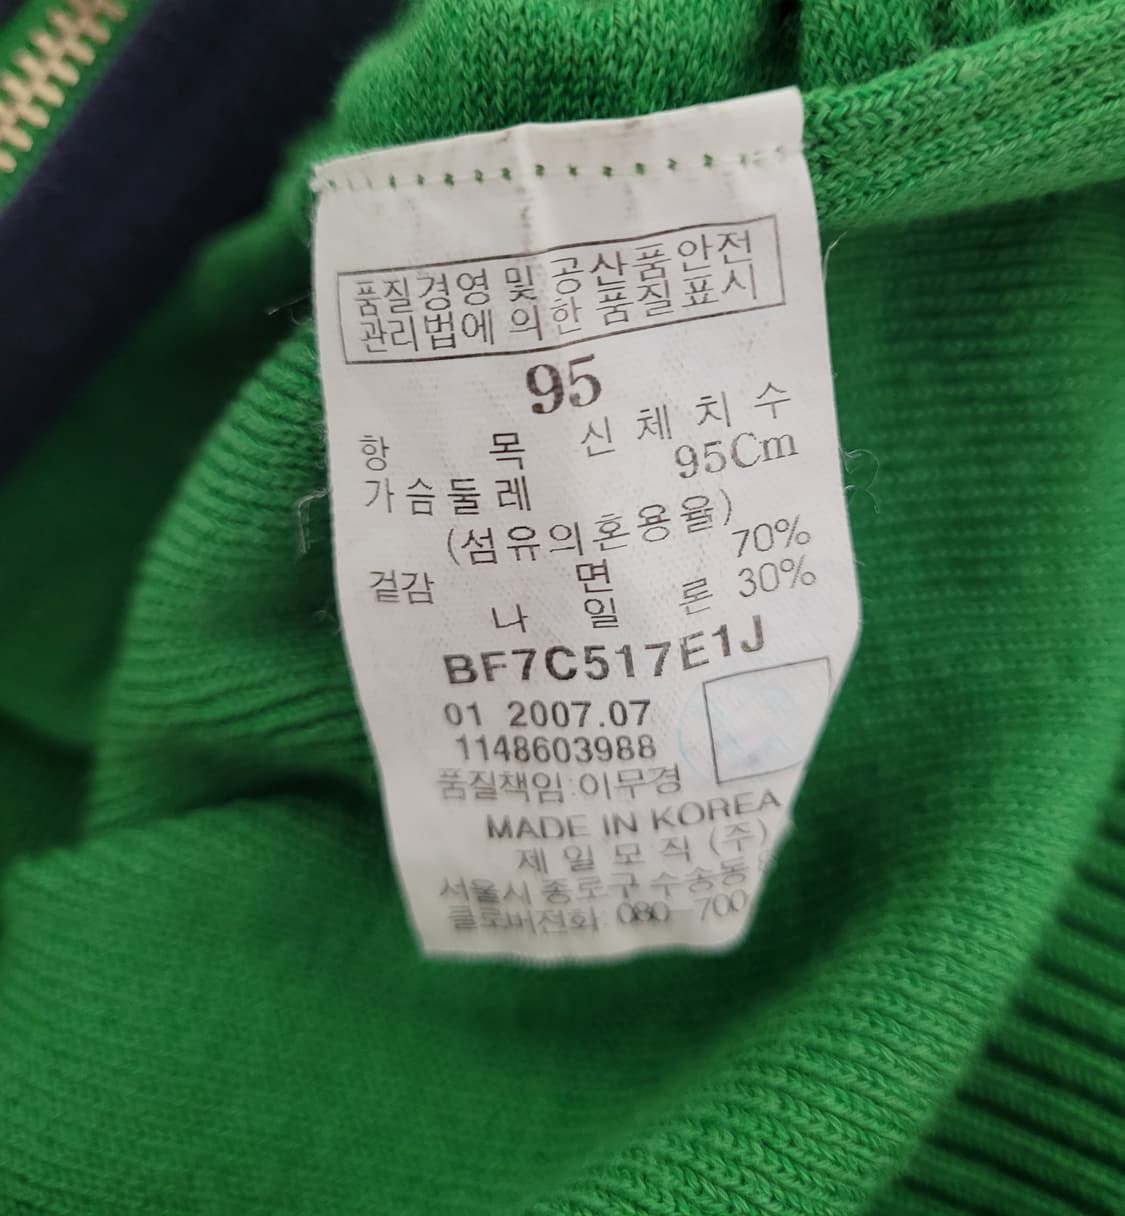 품질경영 및 공산품안전
관리법에 의한 품질표시
95
항 목 신 체 치 수
가슴둘레 95Cm
(섬유의혼용율)
겉감 면 70%
나 일 론 30%
BF7C517E1J
01 2007.07
1148603988
품질책임:이무경
MADE IN KOREA
제 일 모 직 (주)
서울시 종로구 수송동
클로버전화: 080-700